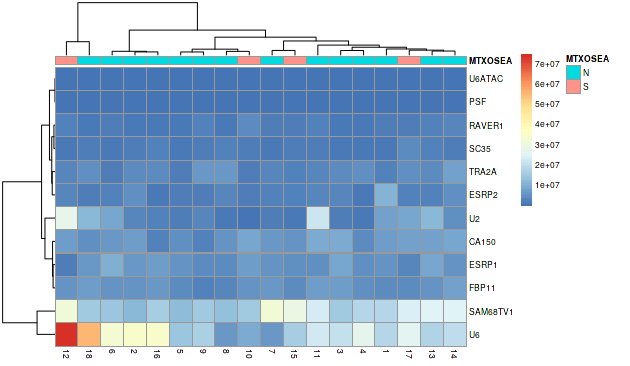 MTXOSEA
U6ATAC
PSF
RAVER1
SC35
TRA2A
ESRP2
U2
CA150
ESRP1
FBP11
SAM68TV1
U6
12 18 6 2 16 5 9 8 10 7 15 11 3 4 1 17 13 14
7e+07
6e+07
5e+07
4e+07
3e+07
2e+07
1e+07
MTXOSEA
N
S